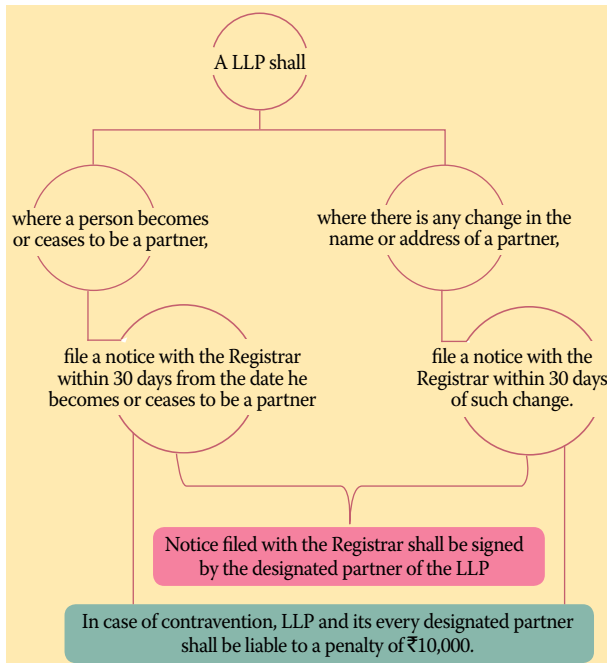 A LLP shall
where a person becomes
or ceases to be a partner,
where there is any change in the
name or address of a partner,
file a notice with the Registrar
within 30 days from the date he
becomes or ceases to be a partner
file a notice with the
Registrar within 30 days
of such change.
Notice filed with the Registrar shall be signed
by the designated partner of the LLP
In case of contravention, LLP and its every designated partner
shall be liable to a penalty of ₹10,000.